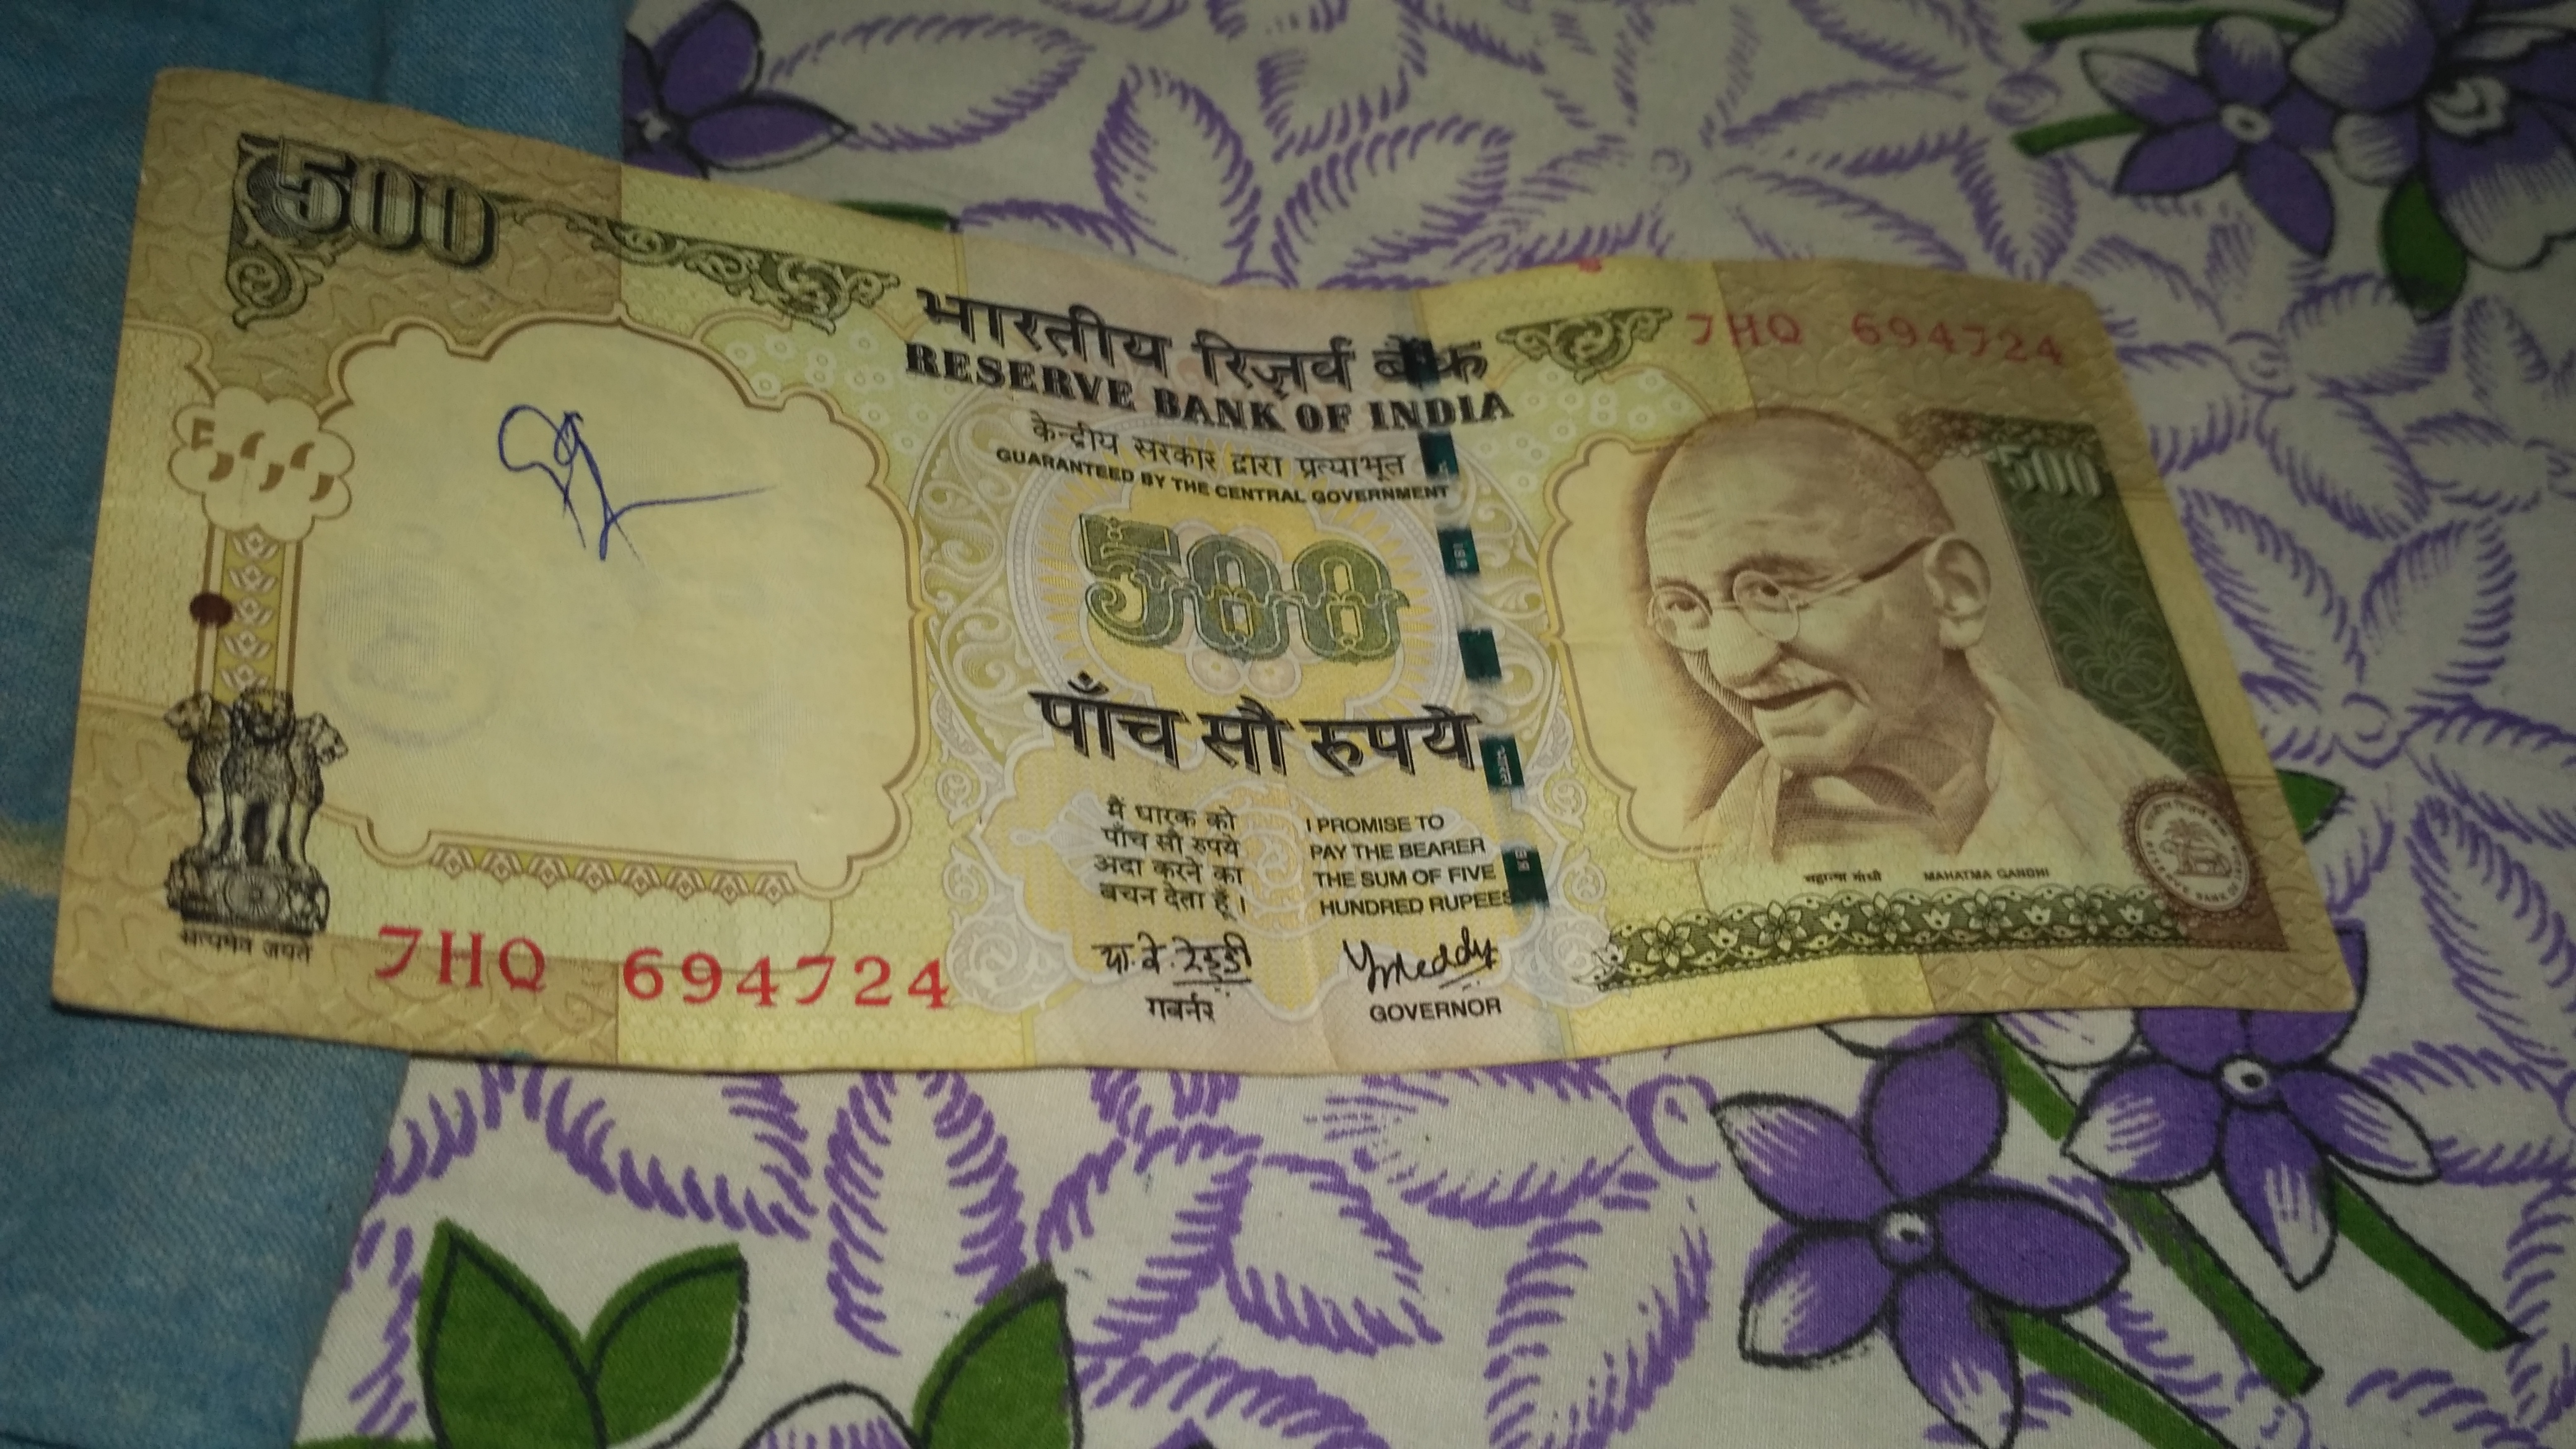 500
भारतीय रिज़र्व बैंक
RESERVE BANK OF INDIA
7HQ 694724
केन्द्रीय सरकार द्वारा प्रत्याभूत
GUARANTEED BY THE CENTRAL GOVERNMENT
500
500
पाँच सौ रुपये
मैं धारक को
पाँच सौ रुपये
अदा करने का
बचन देता हूँ।
I PROMISE TO
PAY THE BEARER
THE SUM OF FIVE
HUNDRED RUPEES
महात्मा गांधी
MAHATMA GANDHI
सत्यमेव जयते
7HQ 694724
गवर्नर
GOVERNOR